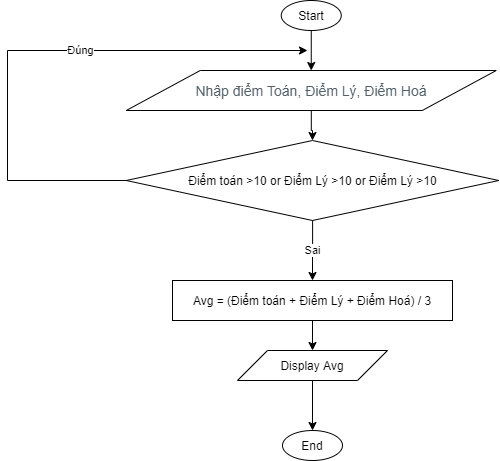 Start
Đúng
Nhập điểm Toán, Điểm Lý, Điểm Hoá
Điểm toán >10 or Điểm Lý >10 or Điểm Lý >10
Sai
Avg = (Điểm toán + Điểm Lý + Điểm Hoá) / 3
Display Avg
End